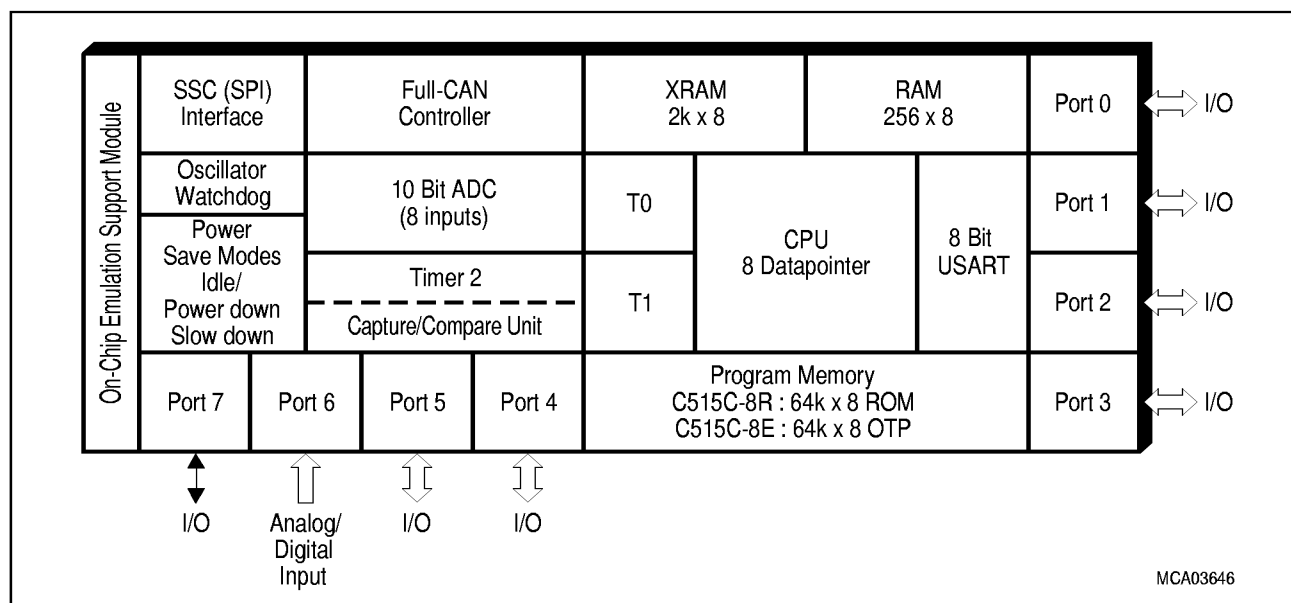 On-Chip Emulation Support Module
SSC (SPI)
Interface
Full-CAN
Controller
XRAM
2k x 8
RAM
256 x 8
Port 0
I/O
Oscillator
Watchdog
10 Bit ADC
(8 inputs)
T0
CPU
8 Datapointer
8 Bit
USART
Port 1
I/O
Power
Save Modes
Idle/
Power down
Slow down
Timer 2
Capture/Compare Unit
T1
Port 2
I/O
Port 7
Port 6
Port 5
Port 4
Program Memory
C515C-8R : 64k x 8 ROM
C515C-8E : 64k x 8 OTP
Port 3
I/O
I/O
Analog/
Digital
Input
I/O
I/O
MCA03646